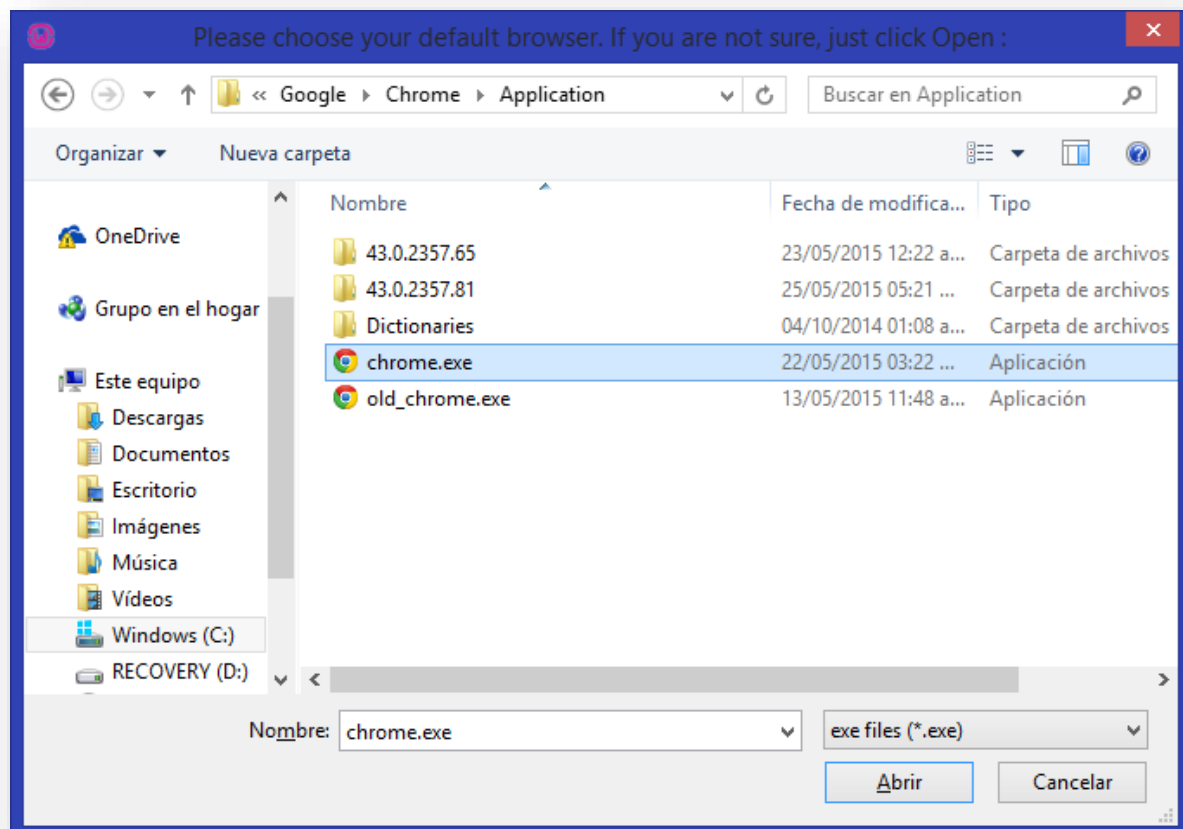 Please choose your default browser. If you are not sure, just click Open :
« Google Chrome Application Buscar en Application
Organizar Nueva carpeta
Nombre Fecha de modifica... Tipo
OneDrive
43.0.2357.65 23/05/2015 12:22 a... Carpeta de archivos
43.0.2357.81 25/05/2015 05:21 ... Carpeta de archivos
Grupo en el hogar
Dictionaries 04/10/2014 01:08 a... Carpeta de archivos
chrome.exe 22/05/2015 03:22 ... Aplicación
Este equipo
old_chrome.exe 13/05/2015 11:48 a... Aplicación
Descargas
Documentos
Escritorio
Imágenes
Música
Vídeos
Windows (C:)
RECOVERY (D:)
Nombre: chrome.exe exe files (*.exe)
Abrir Cancelar